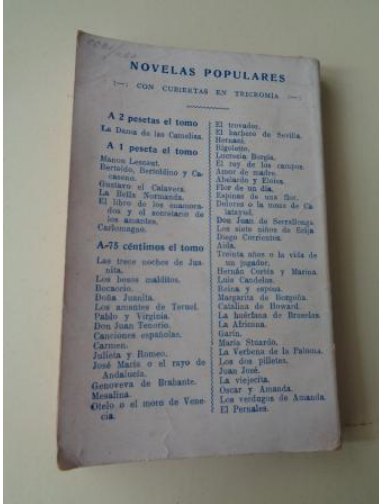 NOVELAS POPULARES
CON CUBIERTAS EN TRICROMÍA
A 2 pesetas el tomo
La Dama de las Camelias.
A 1 peseta el tomo
Manon Lescaut.
Bertoldo, Bertoldino y Ca-
caseno.
Gustavo el Calavera.
La Bella Normanda.
El libro de los enamora-
dos y el secretario de
los amantes.
Carlomagno.
A-75 céntimos el tomo
Las trece noches de Jua-
nita.
Los besos malditos.
Bocaccio.
Doña Juanita.
Los amantes de Teruel.
Pablo y Virginia.
Don Juan Tenorio.
Canciones españolas.
Carmen.
Julieta y Romeo.
José María o el rayo de
Andalucía.
Genoveva de Brabante.
Mesalina.
Otelo o el moro de Vene-
cia.
El trovador.
El barbero de Sevilla.
Hernani.
Rigoletto.
Lucrecia Borgia.
El rey de los campos.
Amor de madre.
Abelardo y Eloísa.
Flor de un día.
Espinas de una flor.
Dolores o la moza de Ca-
latayud.
Don Juan de Serrallonga.
Los siete niños de Écija
Diego Corrientes.
Aida.
Treinta años o la vida de
un jugador.
Hernán Cortés y Marina.
Luis Candelas.
Reina y esposa.
Margarita de Borgoña.
Catalina de Howard.
La huérfana de Bruselas.
La Africana.
Garín.
María Stuardo.
La Verbena de la Paloma.
Los dos pilletes.
Juan José.
La viejecita.
Oscar y Amanda.
Los verdugos de Amanda.
El Pernales.